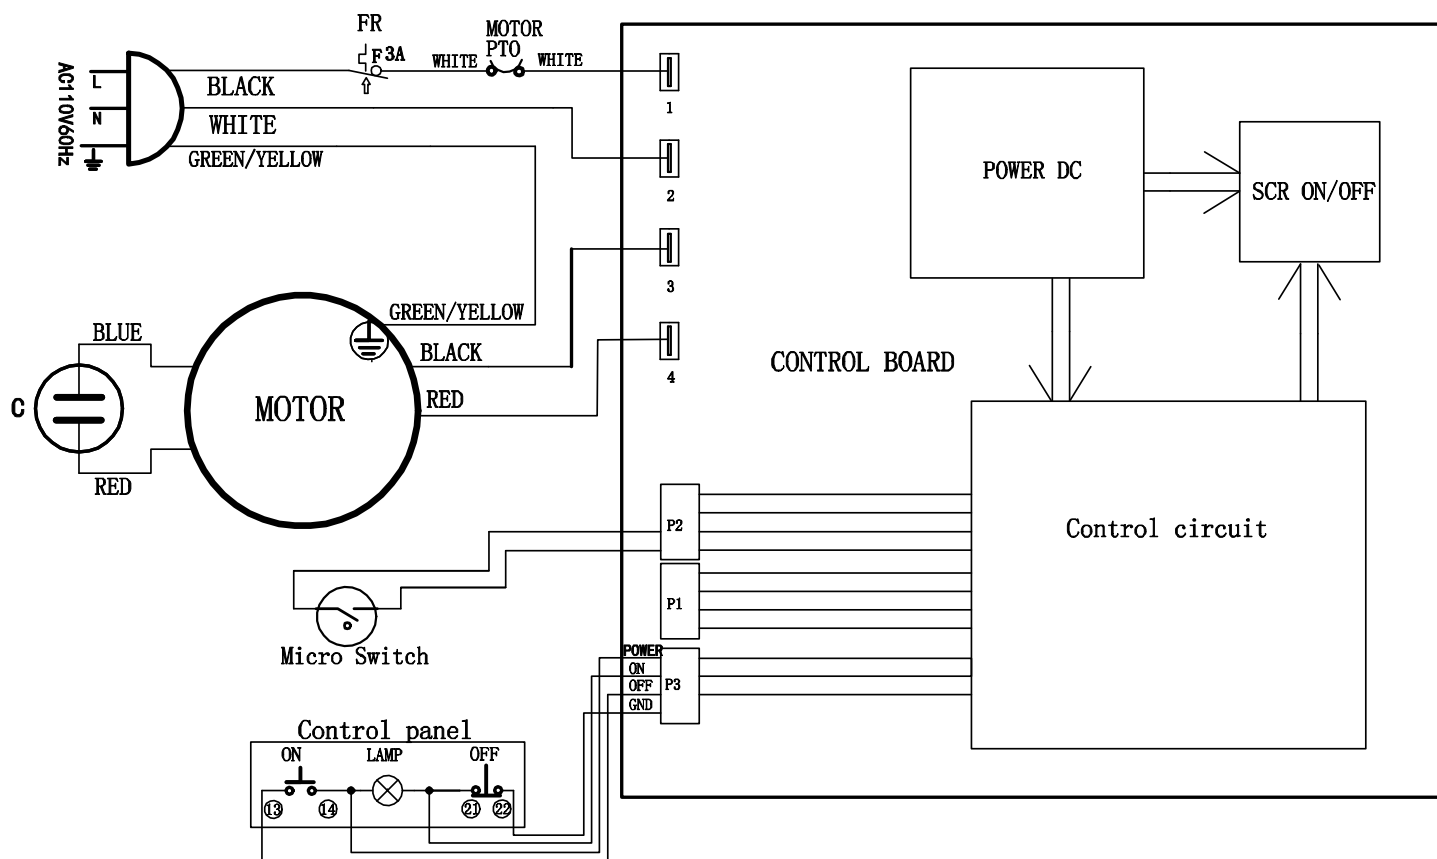 FR
F 3A
MOTOR
PTO
WHITE
WHITE
AC110V60Hz
L
N
BLACK
WHITE
GREEN/YELLOW
1
2
3
4
POWER DC
SCR ON/OFF
CONTROL BOARD
GREEN/YELLOW
BLACK
RED
BLUE
C
MOTOR
RED
Control circuit
P2
P1
P3
Micro Switch
POWER
ON
OFF
GND
Control panel
ON
LAMP
OFF
13
14
21
22